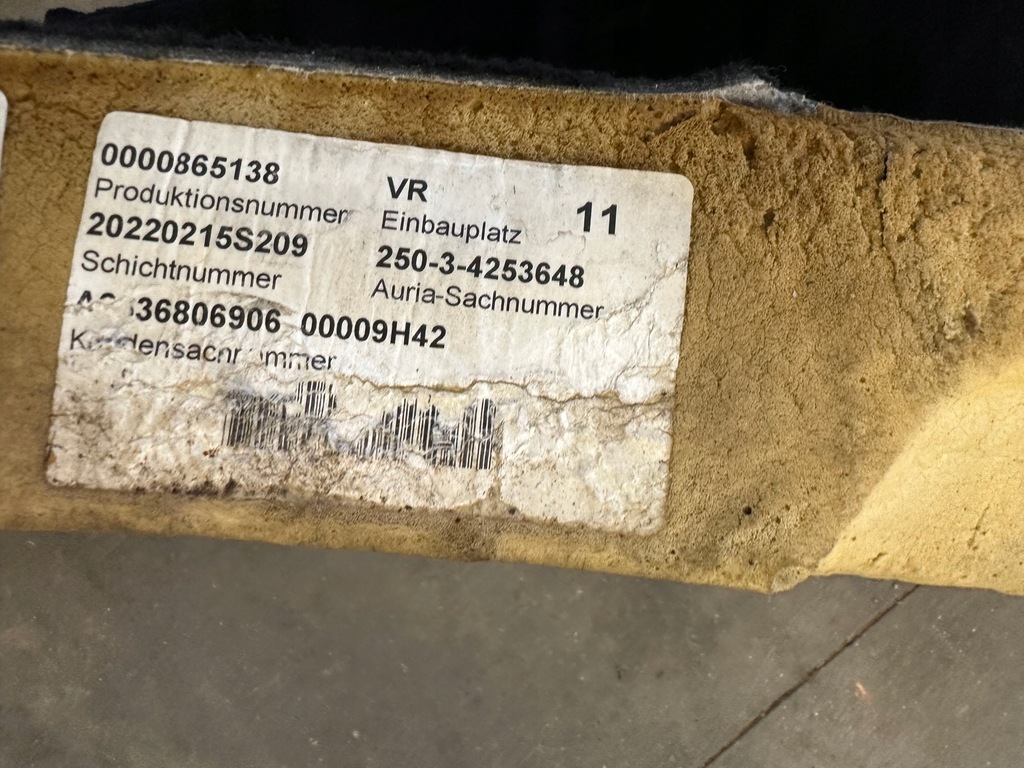 0000865138
Produktionsnummer
20220215S209
Schichtnummer
36806906 00009H42
VR
Einbauplatz
11
250-3-4253648
Auria-Sachnummer